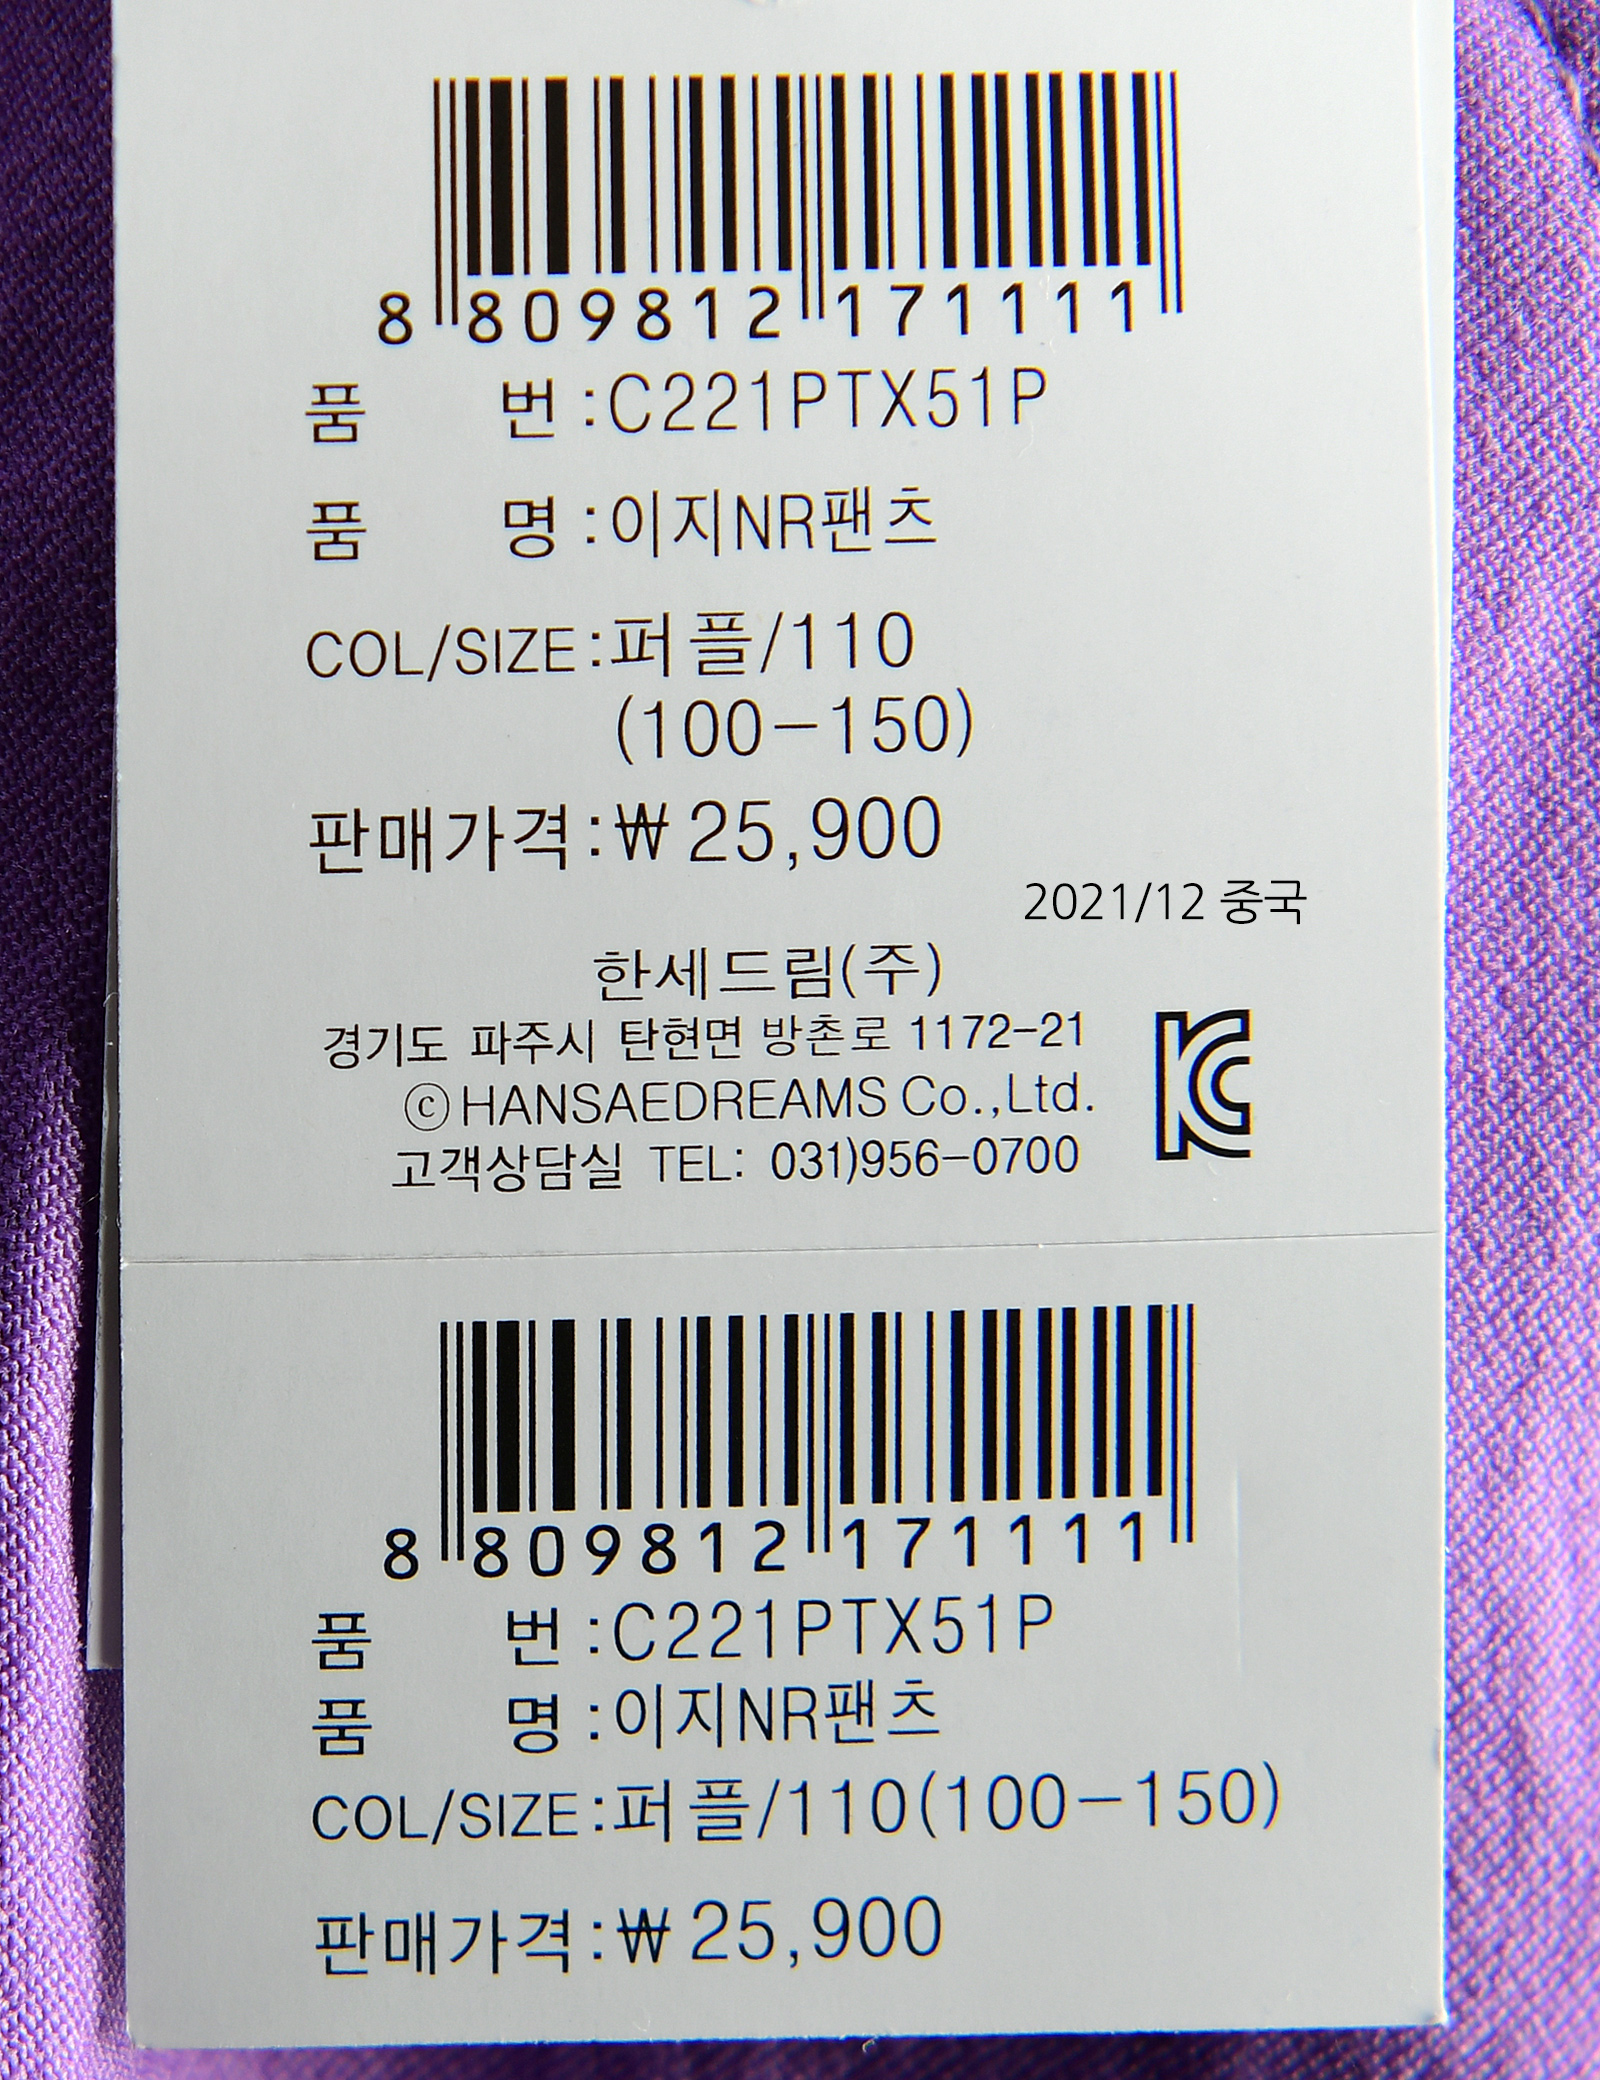 8 809812 171111
품 번 :C221PTX51P
품 명 :이지NR팬츠
COL/SIZE:퍼플/110
(100-150)
판매가격:₩25,900
2021/12 중국
한세드림(주)
경기도 파주시 탄현면 방촌로 1172-21
ⓒHANSAEDREAMS Co.,Ltd.
고객상담실 TEL: 031)956-0700
KC
8 809812 171111
품 번 :C221PTX51P
품 명 :이지NR팬츠
COL/SIZE:퍼플/110(100-150)
판매가격:₩25,900